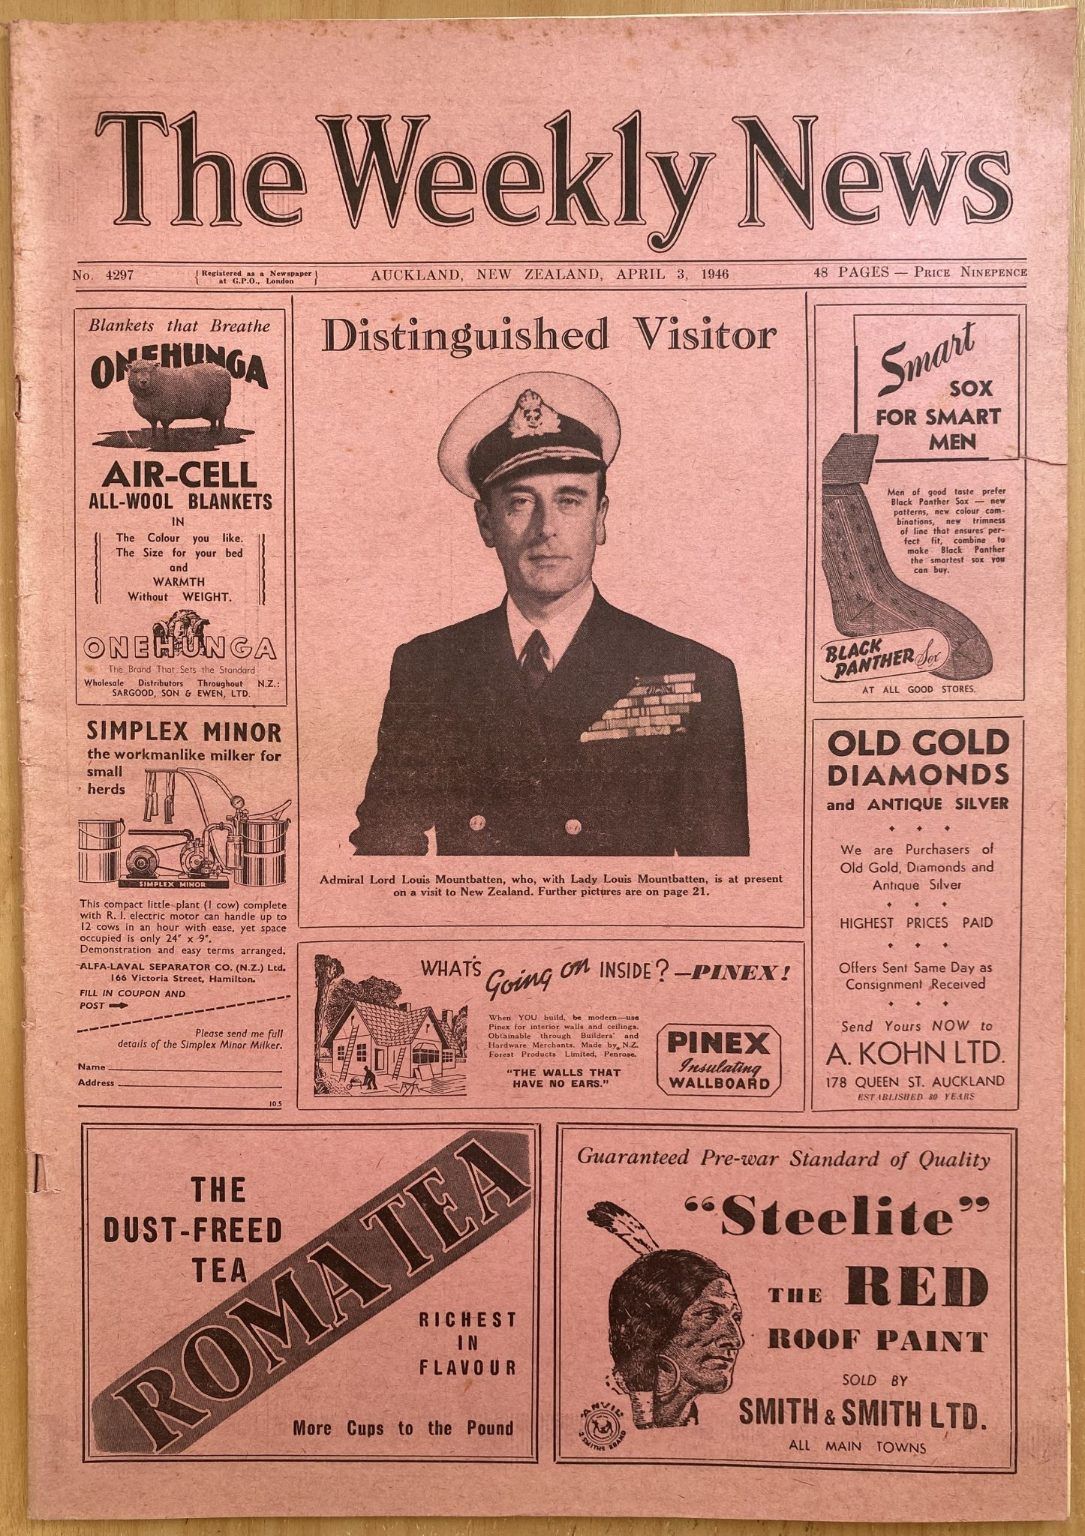 The Weekly News
No. 4297
Registered as a Newspaper
at G.P.O., London
AUCKLAND, NEW ZEALAND, APRIL 3, 1946
48 PAGES — PRICE NINEPENCE
Blankets that Breathe
ONEHUNGA
AIR-CELL
ALL-WOOL BLANKETS
IN
The Colour you like.
The Size for your bed
and
WARMTH
Without WEIGHT.
ONEHUNGA
The Brand That Sets the Standard
Wholesale Distributors Throughout N.Z.:
SARGOOD, SON & EWEN, LTD.
SIMPLEX MINOR
the workmanlike milker for
small
herds
SIMPLEX MINOR
This compact little plant (1 cow) complete
with R. I. electric motor can handle up to
12 cows in an hour with ease, yet space
occupied is only 24" x 9".
Demonstration and easy terms arranged.
ALFA-LAVAL SEPARATOR CO. (N.Z.) Ltd.
166 Victoria Street, Hamilton.
FILL IN COUPON AND
POST
Please send me full
details of the Simplex Minor Milker.
Name
Address
10.5
Distinguished Visitor
Admiral Lord Louis Mountbatten, who, with Lady Louis Mountbatten, is at present
on a visit to New Zealand. Further pictures are on page 21.
WHAT'S Going on INSIDE?—PINEX!
When YOU build, be modern—use
Pinex for interior walls and ceilings.
Obtainable through Builders' and
Hardware Merchants. Made by N.Z.
Forest Products Limited, Penrose.
"THE WALLS THAT
HAVE NO EARS."
PINEX
Insulating
WALLBOARD
Smart
SOX
FOR SMART
MEN
Men of good taste prefer
Black Panther Sox — new
patterns, new colour com-
binations, new trimness
of line that ensures per-
fect fit, combine to
make Black Panther
the smartest sox you
can buy.
BLACK
PANTHER Sox
AT ALL GOOD STORES.
OLD GOLD
DIAMONDS
and ANTIQUE SILVER
We are Purchasers of
Old Gold, Diamonds and
Antique Silver
HIGHEST PRICES PAID
Offers Sent Same Day as
Consignment Received
Send Yours NOW to
A. KOHN LTD.
178 QUEEN ST. AUCKLAND
ESTABLISHED 80 YEARS
THE
DUST-FREED
TEA
ROMA TEA
RICHEST
IN
FLAVOUR
More Cups to the Pound
Guaranteed Pre-war Standard of Quality
"Steelite"
THE RED
ROOF PAINT
SOLD BY
SMITH & SMITH LTD.
ALL MAIN TOWNS
ANVIL
3 SMITHS BRAND